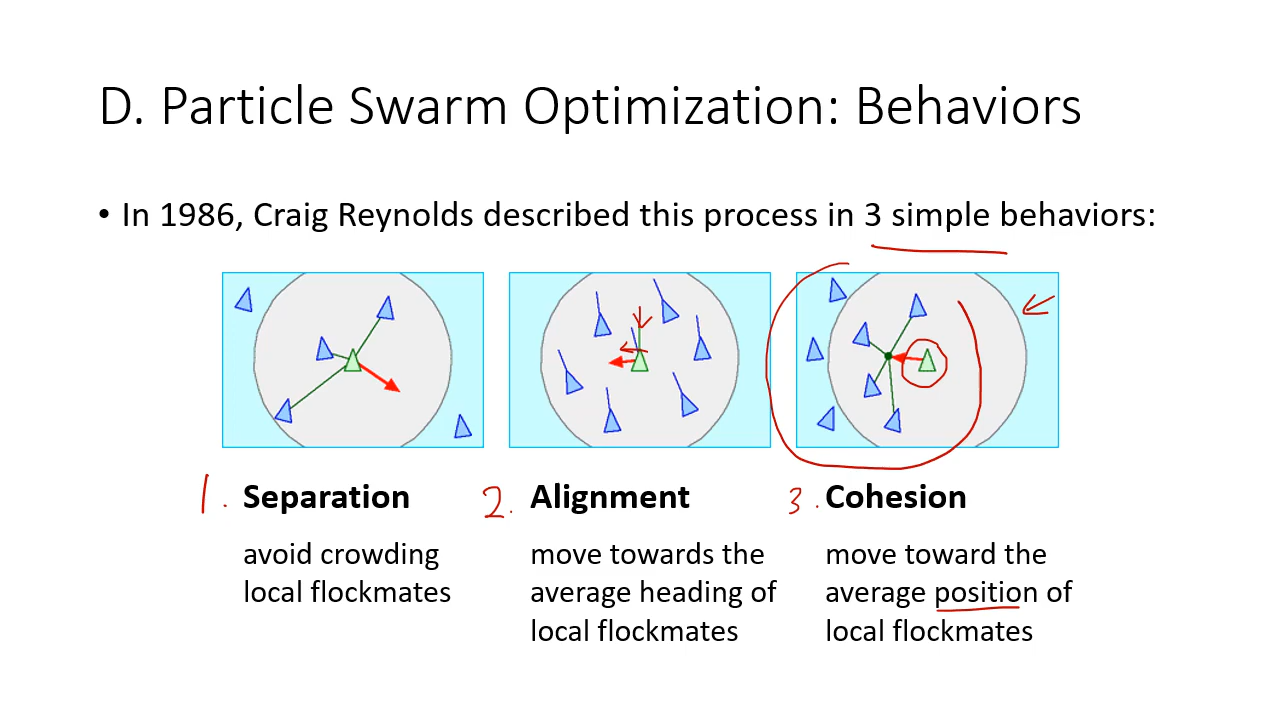 D. Particle Swarm Optimization: Behaviors
• In 1986, Craig Reynolds described this process in 3 simple behaviors:
1. Separation
avoid crowding
local flockmates
2. Alignment
move towards the
average heading of
local flockmates
3. Cohesion
move toward the
average position of
local flockmates